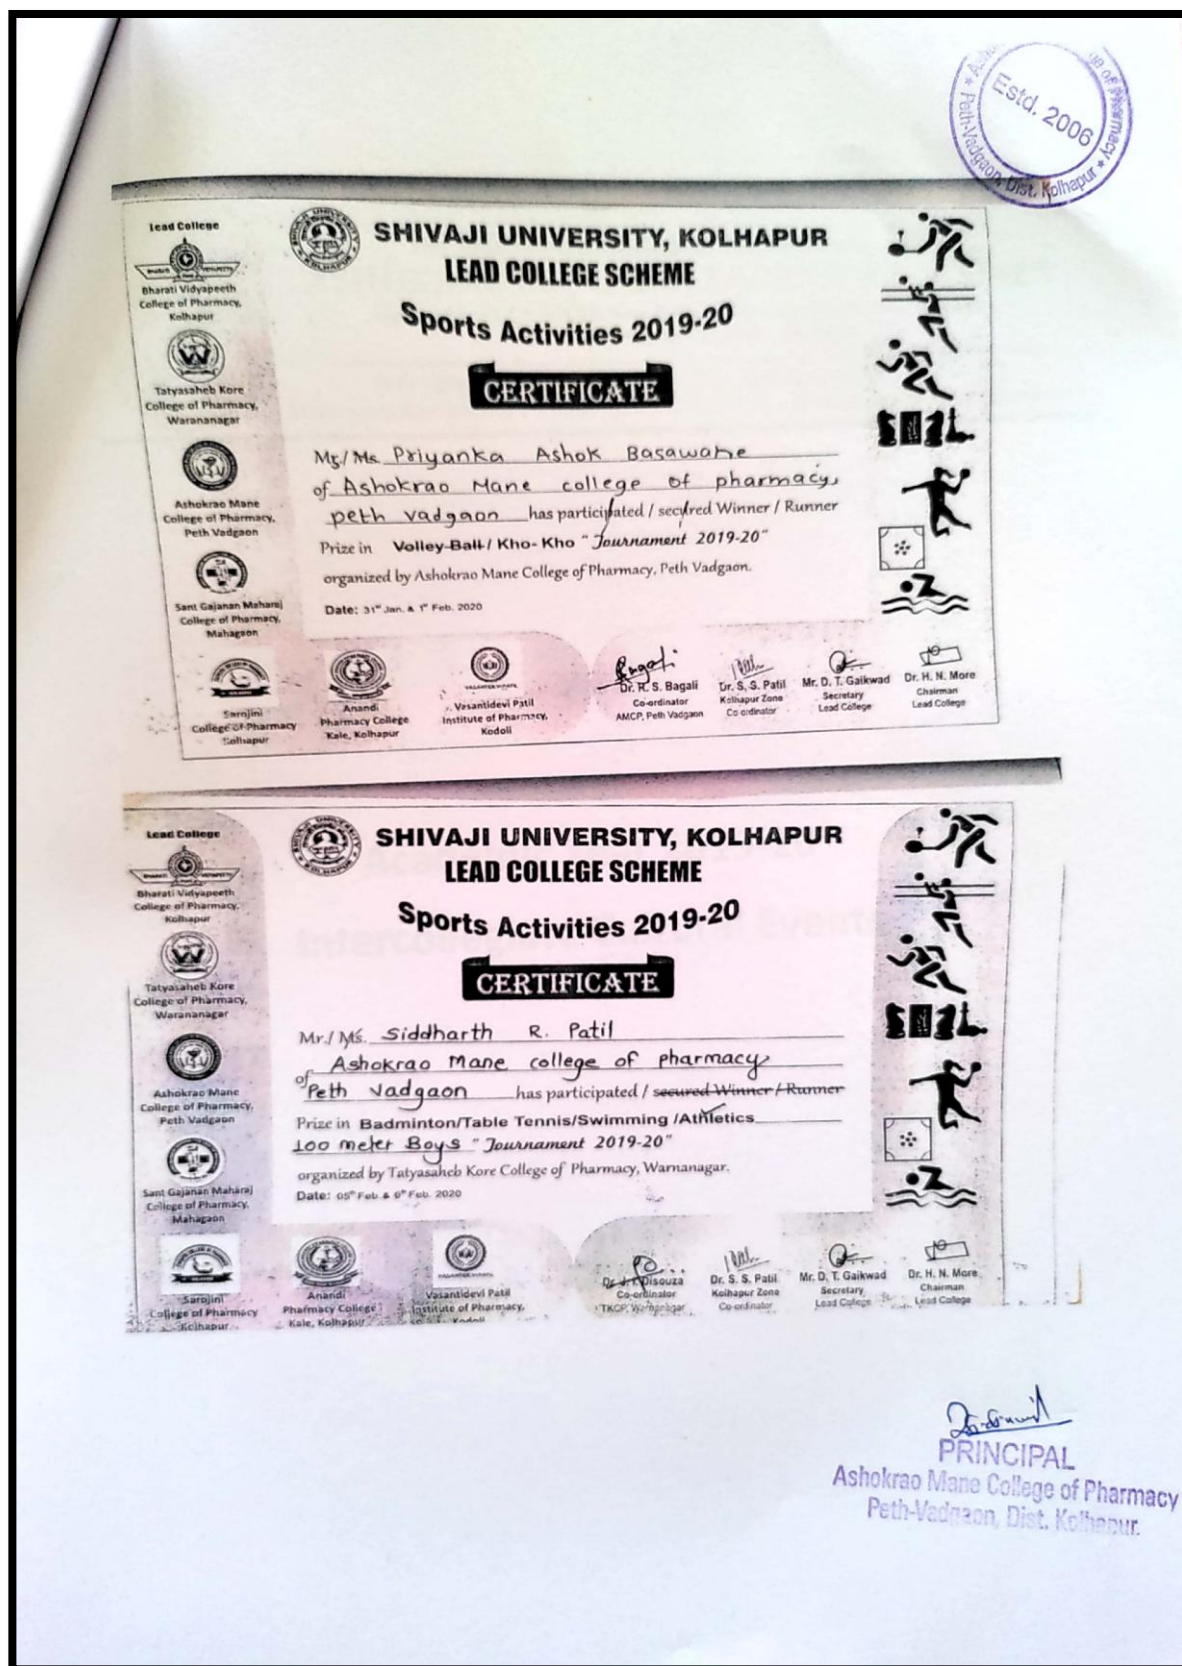 Estd. 2006
of Pharmacy * Peth-Vadgaon, Dist. Kolhapur *
Lead College
SHIVAJI UNIVERSITY, KOLHAPUR
LEAD COLLEGE SCHEME
Sports Activities 2019-20
CERTIFICATE
Bharati Vidyapeeth
College of Pharmacy,
Kolhapur
Tatyasaheb Kore
College of Pharmacy,
Warananagar
Ashokrao Mane
College of Pharmacy,
Peth Vadgaon
Sant Gajanan Maharaj
College of Pharmacy,
Mahagaon
Mr./Ms. Priyanka Ashok Basawane
of Ashokrao Mane college of pharmacy,
peth vadgaon has participated / secured Winner / Runner
Prize in Volley-Ball / Kho-Kho "Tournament 2019-20"
organized by Ashokrao Mane College of Pharmacy, Peth Vadgaon.
Date: 31st Jan. & 1st Feb. 2020
Sarojini
College of Pharmacy
Kolhapur
Anandi
Pharmacy College
Kale, Kolhapur
Vasantidevi Patil
Institute of Pharmacy,
Kodoli
Dr. R. S. Bagali
Co-ordinator
AMCP, Peth Vadgaon
Dr. S. S. Patil
Kolhapur Zone
Co-ordinator
Mr. D. T. Gaikwad
Secretary
Lead College
Dr. H. N. More
Chairman
Lead College
Lead College
SHIVAJI UNIVERSITY, KOLHAPUR
LEAD COLLEGE SCHEME
Sports Activities 2019-20
CERTIFICATE
Bharati Vidyapeeth
College of Pharmacy,
Kolhapur
Tatyasaheb Kore
College of Pharmacy,
Warananagar
Ashokrao Mane
College of Pharmacy,
Peth Vadgaon
Sant Gajanan Maharaj
College of Pharmacy,
Mahagaon
Mr./Ms. Siddharth R. Patil
of Ashokrao Mane college of pharmacy
Peth Vadgaon has participated / secured Winner / Runner
Prize in Badminton/Table Tennis/Swimming /Athletics
100 meter Boys "Tournament 2019-20"
organized by Tatyasaheb Kore College of Pharmacy, Warnanagar.
Date: 05th Feb & 6th Feb. 2020
Sarojini
College of Pharmacy
Kolhapur
Anandi
Pharmacy College
Kale, Kolhapur
Vasantidevi Patil
Institute of Pharmacy,
Kodoli
Dr. J. I. Disouza
Co-ordinator
TKCP, Warnanagar
Dr. S. S. Patil
Kolhapur Zone
Co-ordinator
Mr. D. T. Gaikwad
Secretary
Lead College
Dr. H. N. More
Chairman
Lead College
PRINCIPAL
Ashokrao Mane College of Pharmacy
Peth-Vadgaon, Dist. Kolhapur.